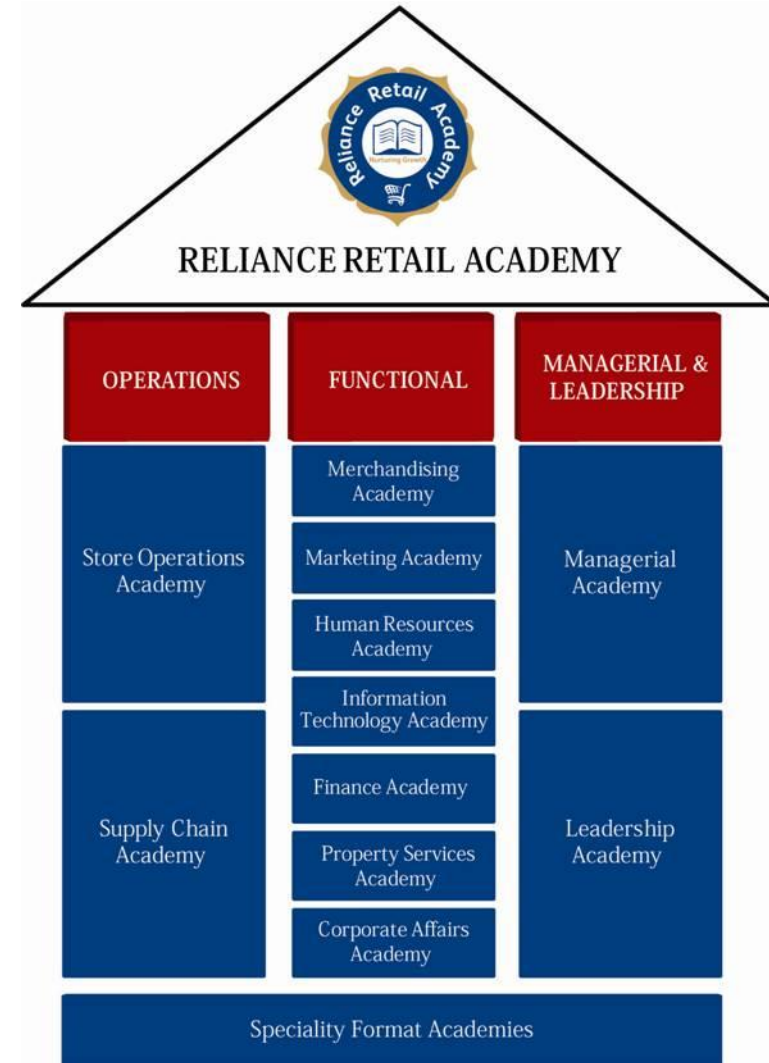 Reliance Retail Academy
Nurturing Growth
RELIANCE RETAIL ACADEMY
OPERATIONS
FUNCTIONAL
MANAGERIAL &
LEADERSHIP
Store Operations
Academy
Supply Chain
Academy
Merchandising
Academy
Marketing Academy
Human Resources
Academy
Information
Technology Academy
Finance Academy
Property Services
Academy
Corporate Affairs
Academy
Managerial
Academy
Leadership
Academy
Speciality Format Academies